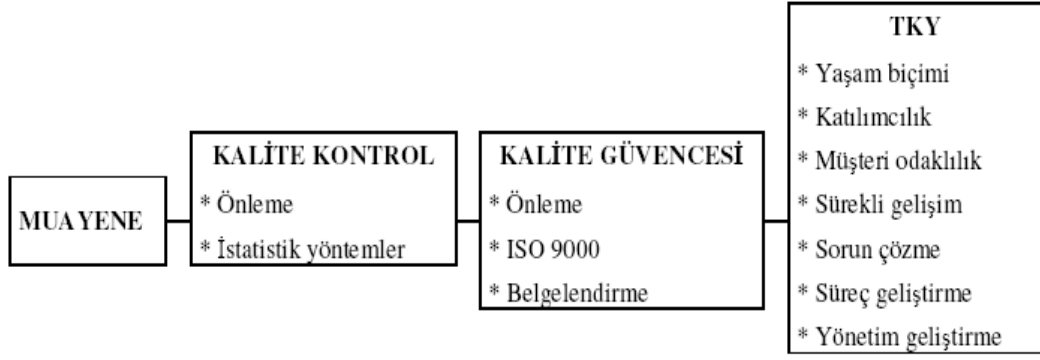 MUAYENE
KALİTE KONTROL
* Önleme
* İstatistik yöntemler
KALİTE GÜVENCESİ
* Önleme
* ISO 9000
* Belgelendirme
TKY
* Yaşam biçimi
* Katılımcılık
* Müşteri odaklılık
* Sürekli gelişim
* Sorun çözme
* Süreç geliştirme
* Yönetim geliştirme